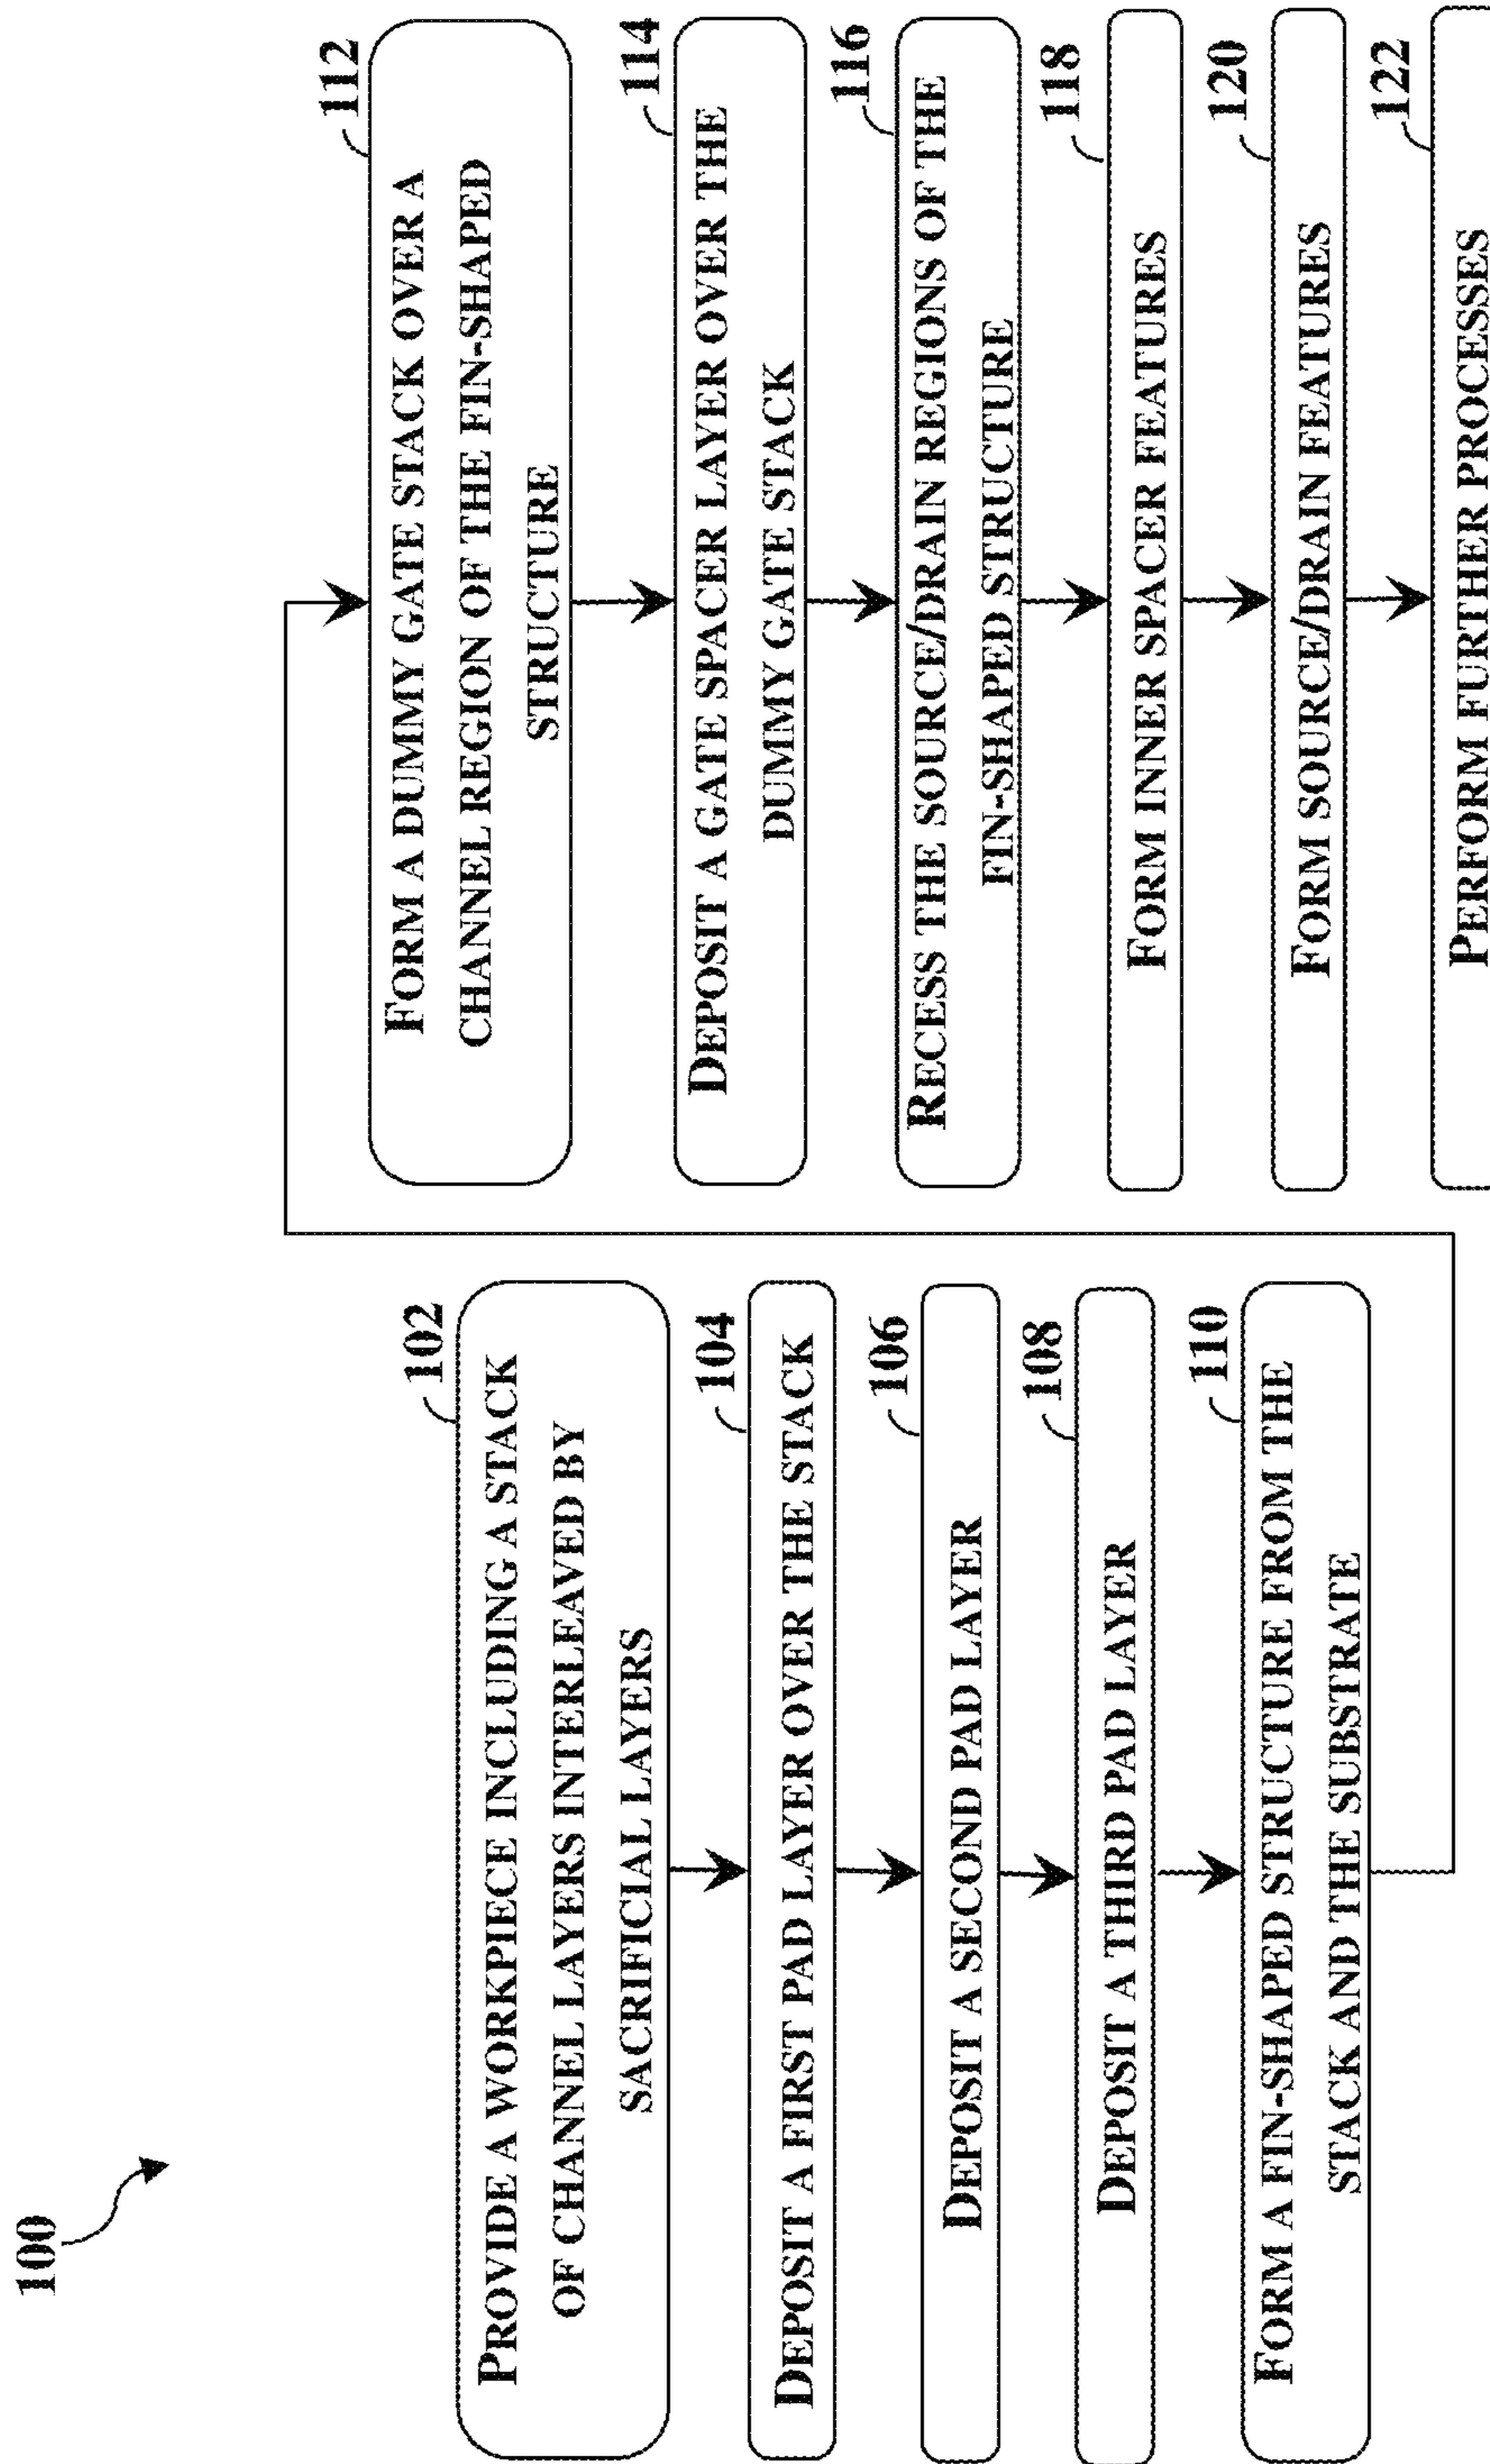 100
102
PROVIDE A WORKPIECE INCLUDING A STACK
OF CHANNEL LAYERS INTERLEAVED BY
SACRIFICIAL LAYERS
104
DEPOSIT A FIRST PAD LAYER OVER THE STACK
106
DEPOSIT A SECOND PAD LAYER
108
DEPOSIT A THIRD PAD LAYER
110
FORM A FIN-SHAPED STRUCTURE FROM THE
STACK AND THE SUBSTRATE
112
FORM A DUMMY GATE STACK OVER A
CHANNEL REGION OF THE FIN-SHAPED
STRUCTURE
114
DEPOSIT A GATE SPACER LAYER OVER THE
DUMMY GATE STACK
116
RECESS THE SOURCE/DRAIN REGIONS OF THE
FIN-SHAPED STRUCTURE
118
FORM INNER SPACER FEATURES
120
FORM SOURCE/DRAIN FEATURES
122
PERFORM FURTHER PROCESSES